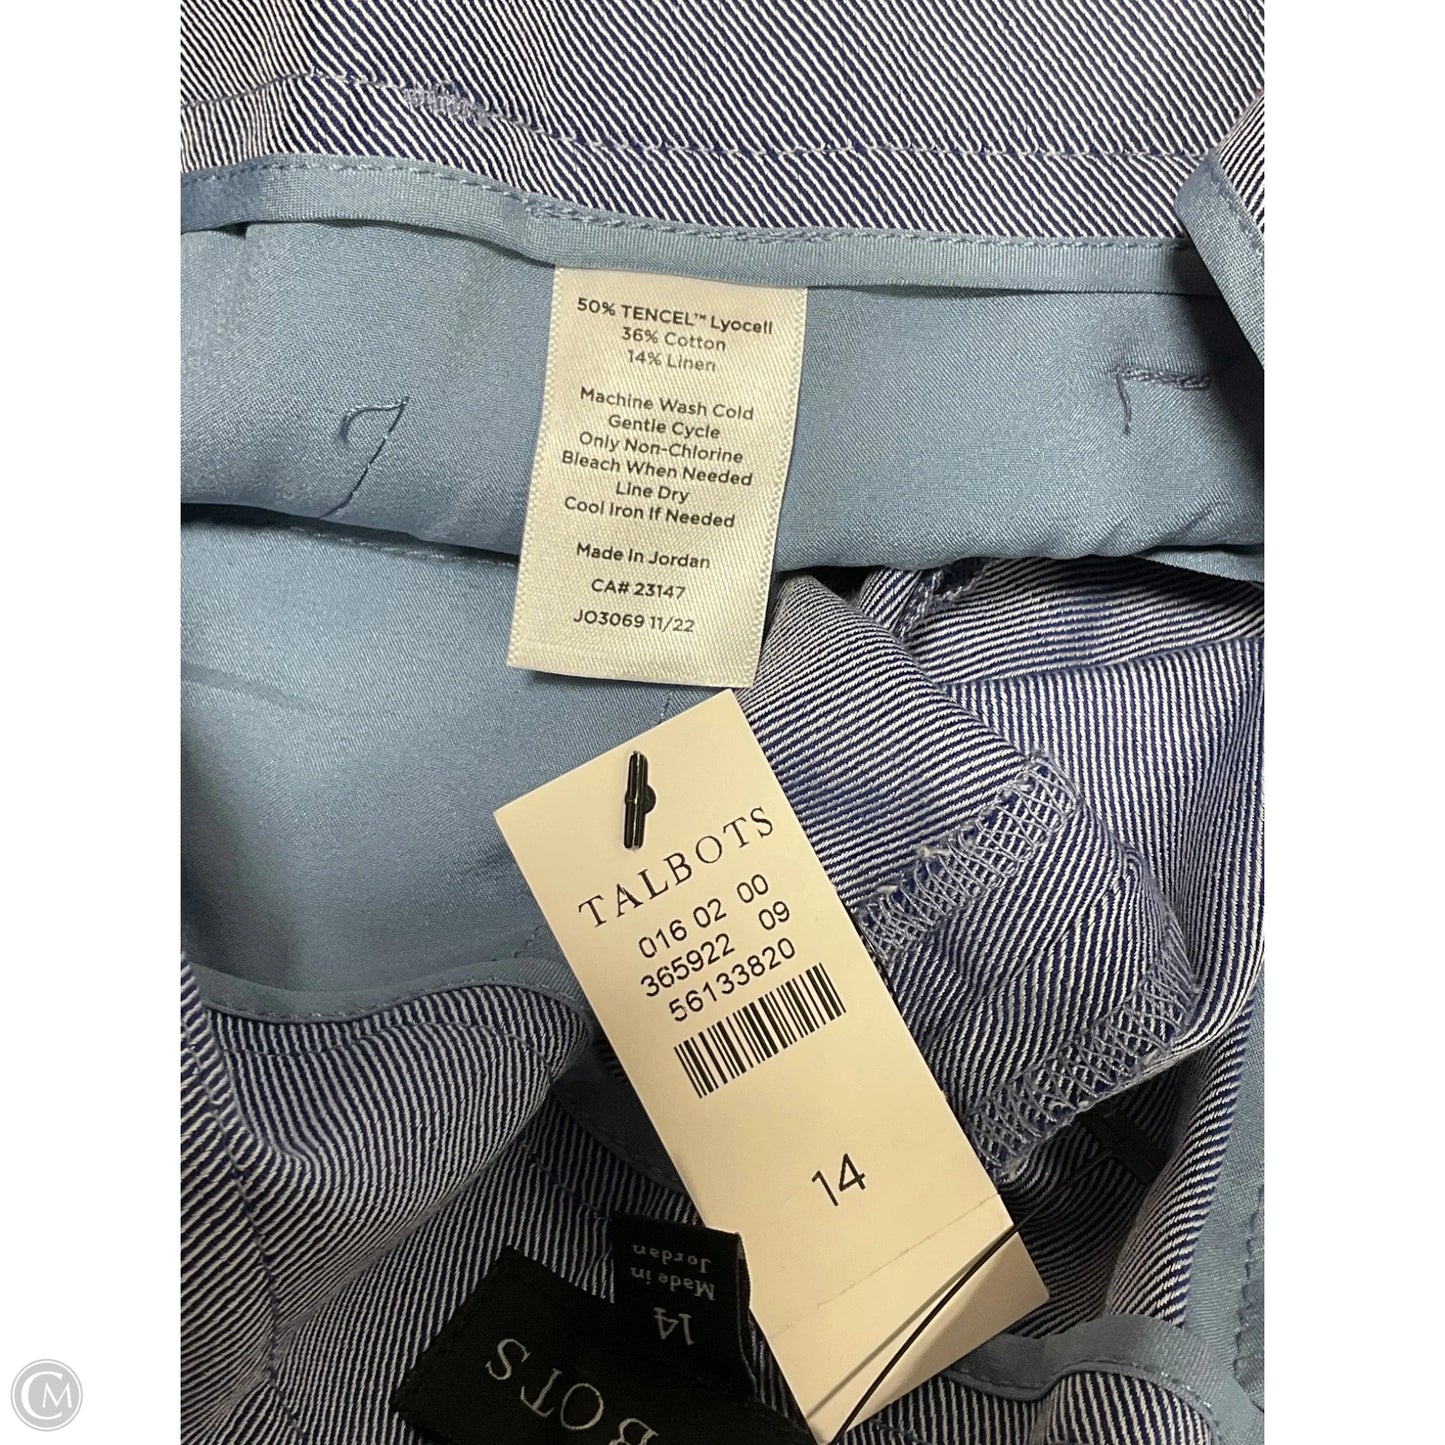 50% TENCEL™ Lyocell
36% Cotton
14% Linen
Machine Wash Cold
Gentle Cycle
Only Non-Chlorine
Bleach When Needed
Line Dry
Cool Iron If Needed
Made In Jordan
CA# 23147
JO3069 11/22
TALBOTS
016 02 00
365922 09
56133820
14
14
Made in
Jordan
BOTS
CM